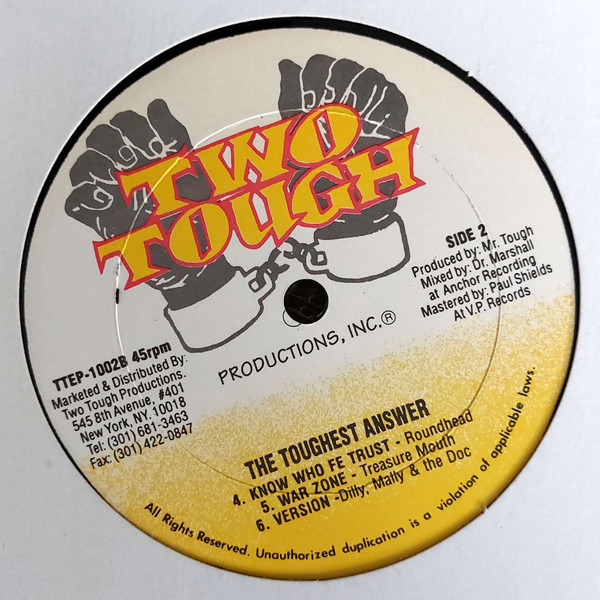 TWO
TOUGH
PRODUCTIONS, INC.®
SIDE 2
Produced by: Mr. Tough
Mixed by: Dr. Marshall
at Anchor Recording
Mastered by: Paul Shields
At V.P. Records
TTEP-1002B 45rpm
Marketed & Distributed By:
Two Tough Productions.
545 8th Avenue, #401
New York, NY. 10018
Tel: (301) 681-3463
Fax: (301) 422-0847
THE TOUGHEST ANSWER
4. KNOW WHO FE TRUST - Roundhead
5. WAR ZONE - Treasure Mouth
6. VERSION -Ditty, Matty & the Doc
All Rights Reserved. Unauthorized duplication is a violation of applicable laws.